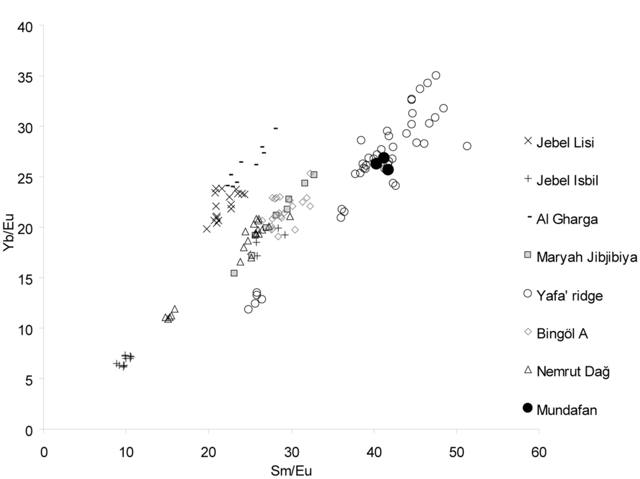 40
35
30
25
20
15
10
5
0
Yb/Eu
0 10 20 30 40 50 60
Sm/Eu
Jebel Lisi
Jebel Isbil
Al Gharga
Maryah Jibjibiya
Yafa' ridge
Bingöl A
Nemrut Dağ
Mundafan